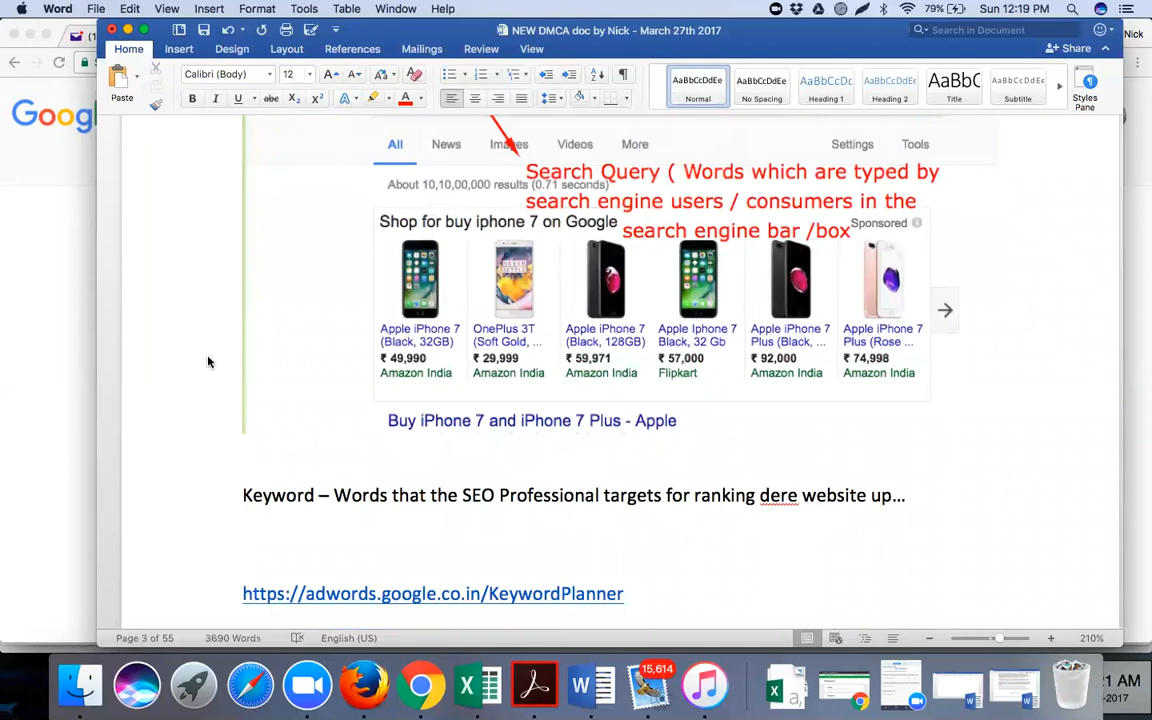 Word File Edit View Insert Format Tools Table Window Help 79% Sun 12:19 PM
NEW DMCA doc by Nick - March 27th 2017
Search in Document
Nick
Home Insert Design Layout References Mailings Review View
Share
Paste
Calibri (Body) 12
AaBbCcDdEe AaBbCcDdEe AaBbCcDc AaBbCcDdEe AaBbC AaBbCcDdEe
Normal No Spacing Heading 1 Heading 2 Title Subtitle
Styles
Pane
Googl
All News Images Videos More Settings Tools
Search Query ( Words which are typed by
About 10,10,00,000 results (0.71 seconds)
search engine users / consumers in the
Shop for buy iphone 7 on Google
Sponsored
search engine bar /box
Apple iPhone 7 OnePlus 3T Apple iPhone 7 Apple Iphone 7 Apple iPhone 7 Apple iPhone 7
(Black, 32GB) (Soft Gold, ... (Black, 128GB) Black, 32 Gb Plus (Black, ... Plus (Rose ...
₹ 49,990 ₹ 29,999 ₹ 59,971 ₹ 57,000 ₹ 92,000 ₹ 74,998
Amazon India Amazon India Amazon India Flipkart Amazon India Amazon India
Buy iPhone 7 and iPhone 7 Plus - Apple
Keyword – Words that the SEO Professional targets for ranking dere website up…
https://adwords.google.co.in/KeywordPlanner
Page 3 of 55 3690 Words English (US) 210%
15,614
21 AM
-2017